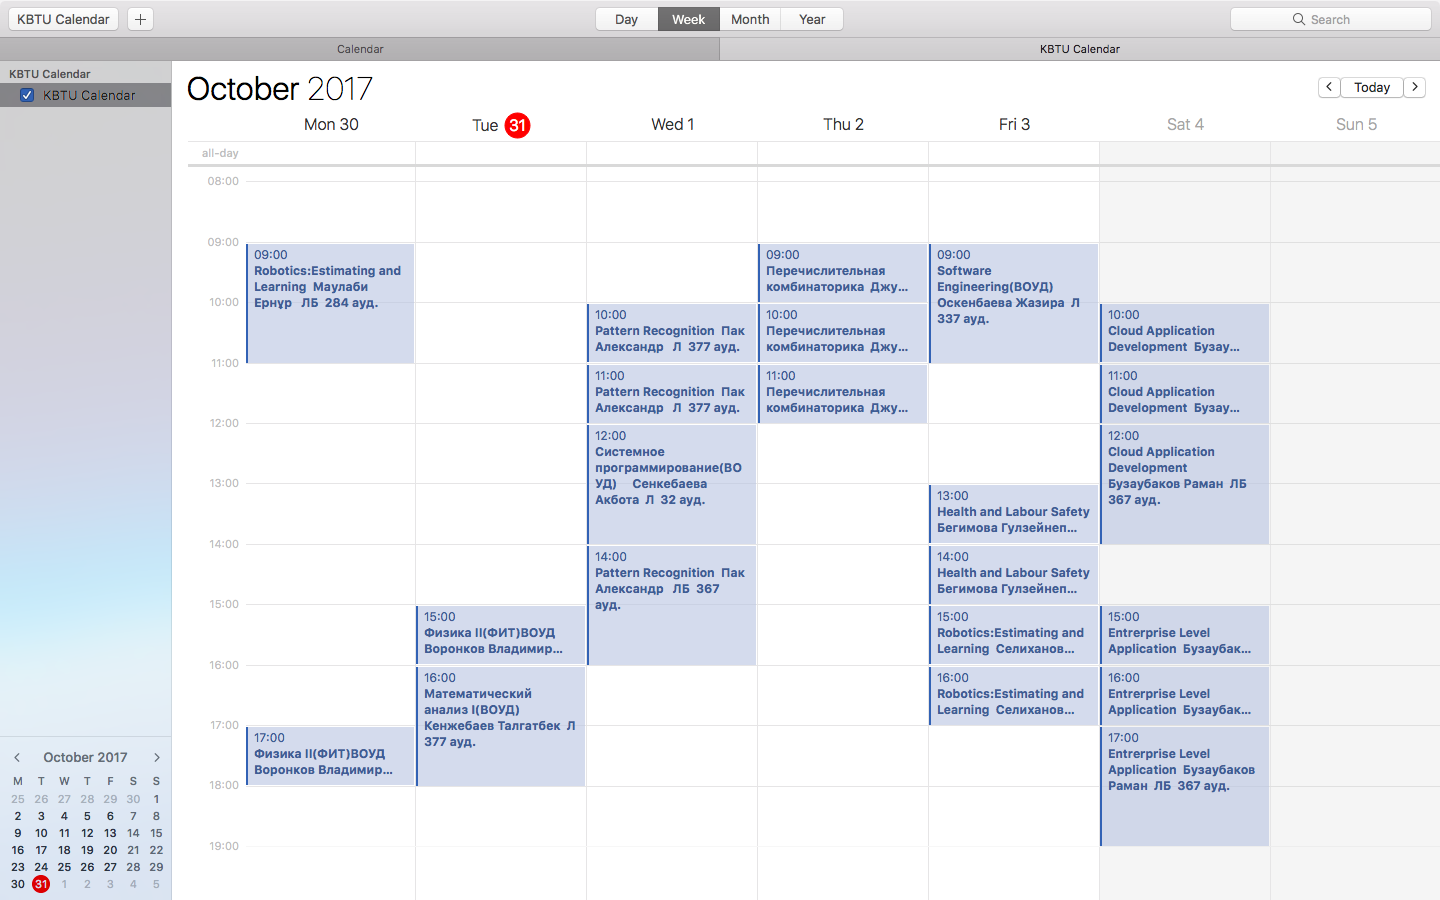 KBTU Calendar
+
Day Week Month Year
Search
Calendar
KBTU Calendar
KBTU Calendar
KBTU Calendar
October 2017
Today
Mon 30
Tue 31
Wed 1
Thu 2
Fri 3
Sat 4
Sun 5
all-day
08:00
09:00
10:00
11:00
12:00
13:00
14:00
15:00
16:00
17:00
18:00
19:00
09:00
Robotics:Estimating and
Learning Маулаби
Ернұр ЛБ 284 ауд.
17:00
Физика II(ФИТ)ВОУД
Воронков Владимир...
15:00
Физика II(ФИТ)ВОУД
Воронков Владимир...
16:00
Математический
анализ I(ВОУД)
Кенжебаев Талгатбек Л
377 ауд.
10:00
Pattern Recognition Пак
Александр Л 377 ауд.
11:00
Pattern Recognition Пак
Александр Л 377 ауд.
12:00
Системное
программирование(ВО
УД) Сенкебаева
Акбота Л 32 ауд.
14:00
Pattern Recognition Пак
Александр ЛБ 367
ауд.
09:00
Перечислительная
комбинаторика Джу...
10:00
Перечислительная
комбинаторика Джу...
11:00
Перечислительная
комбинаторика Джу...
09:00
Software
Engineering(ВОУД)
Оскенбаева Жазира Л
337 ауд.
13:00
Health and Labour Safety
Бегимова Гулзейнеп...
14:00
Health and Labour Safety
Бегимова Гулзейнеп...
15:00
Robotics:Estimating and
Learning Селиханов...
16:00
Robotics:Estimating and
Learning Селиханов...
10:00
Cloud Application
Development Бузау...
11:00
Cloud Application
Development Бузау...
12:00
Cloud Application
Development
Бузаубаков Раман ЛБ
367 ауд.
15:00
Entrerprise Level
Application Бузаубак...
16:00
Entrerprise Level
Application Бузаубак...
17:00
Entrerprise Level
Application Бузаубаков
Раман ЛБ 367 ауд.
October 2017
M T W T F S S
25 26 27 28 29 30 1
2 3 4 5 6 7 8
9 10 11 12 13 14 15
16 17 18 19 20 21 22
23 24 25 26 27 28 29
30 31 1 2 3 4 5